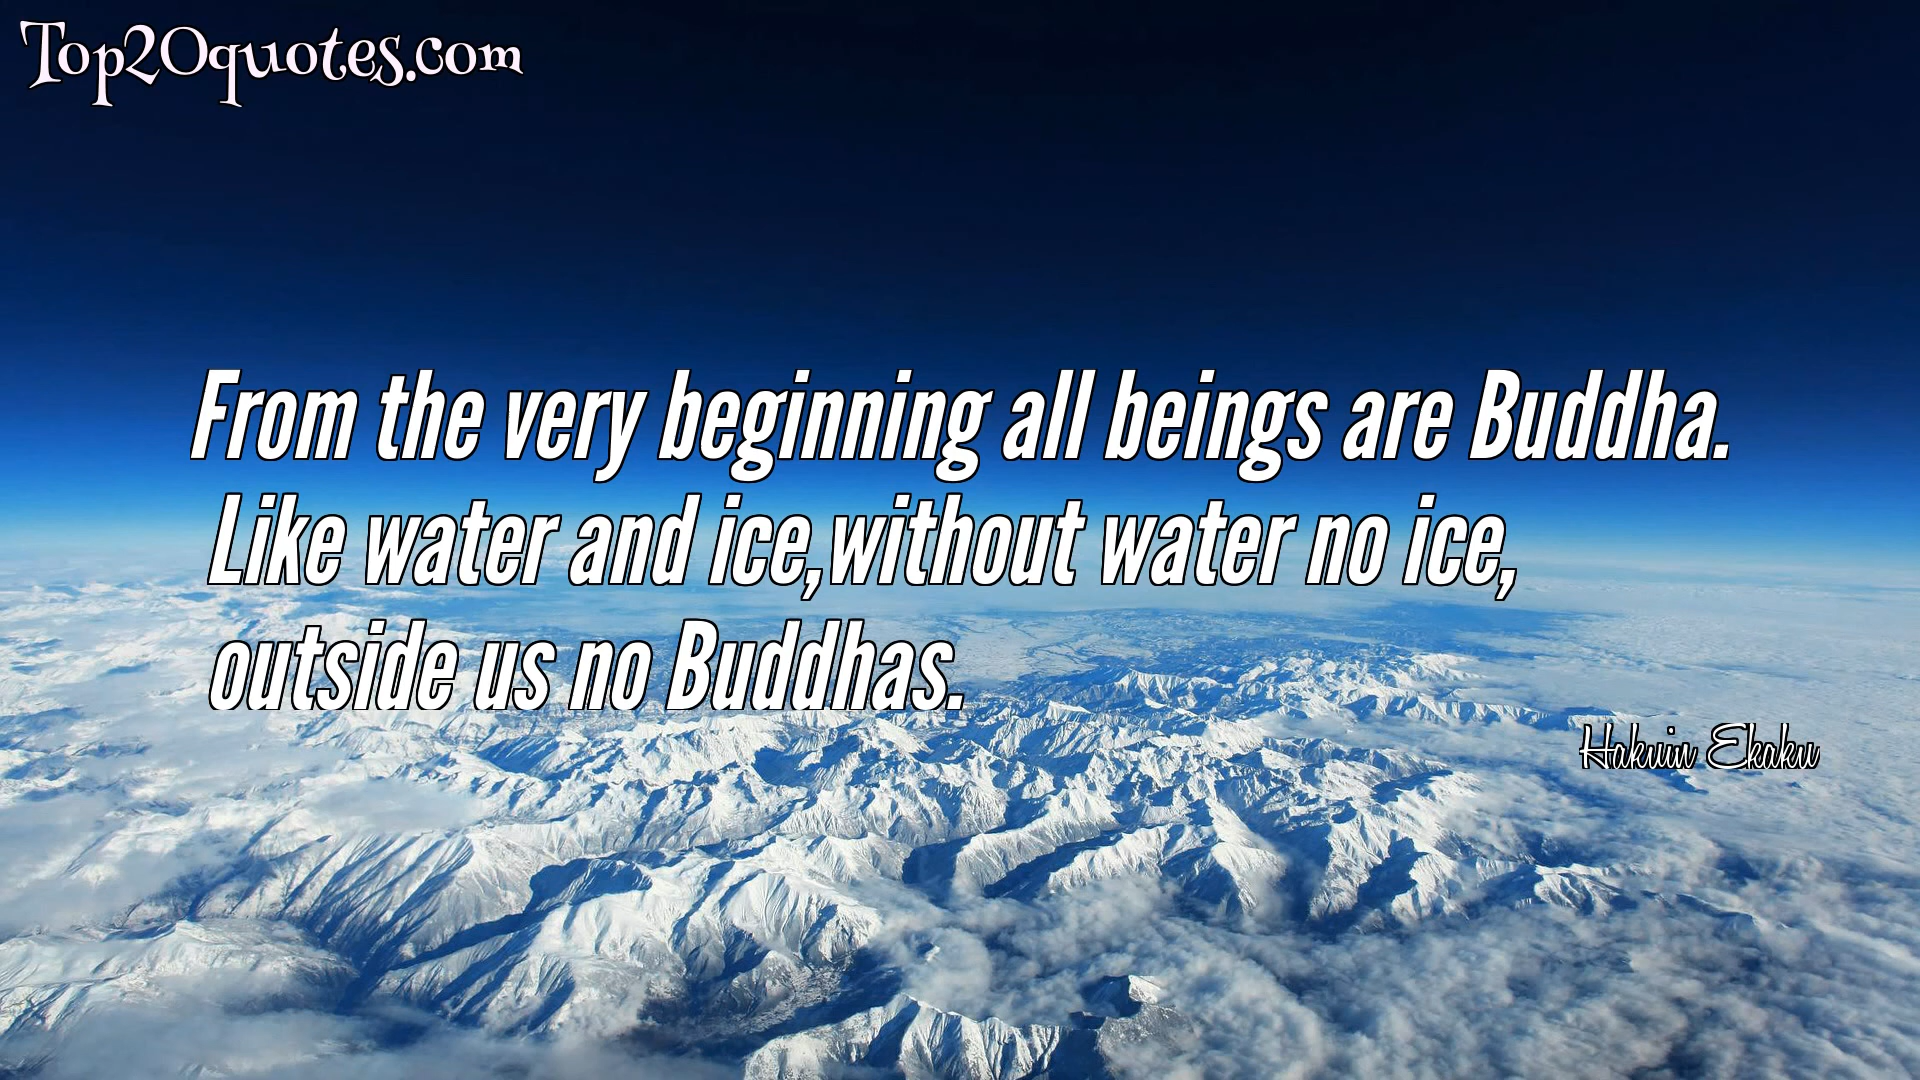 Top20quotes.com
From the very beginning all beings are Buddha.
Like water and ice,without water no ice,
outside us no Buddhas.
Hakuin Ekaku